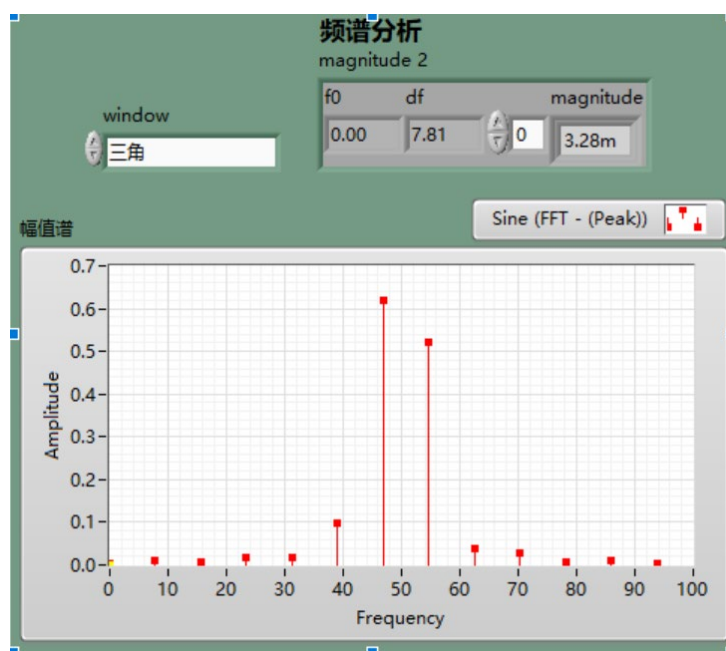 频谱分析
magnitude 2
f0 df magnitude
window
0.00 7.81 0 3.28m
三角
Sine (FFT - (Peak))
幅值谱
0.7
0.6
0.5
0.4
0.3
0.2
0.1
0.0
Amplitude
0 10 20 30 40 50 60 70 80 90 100
Frequency